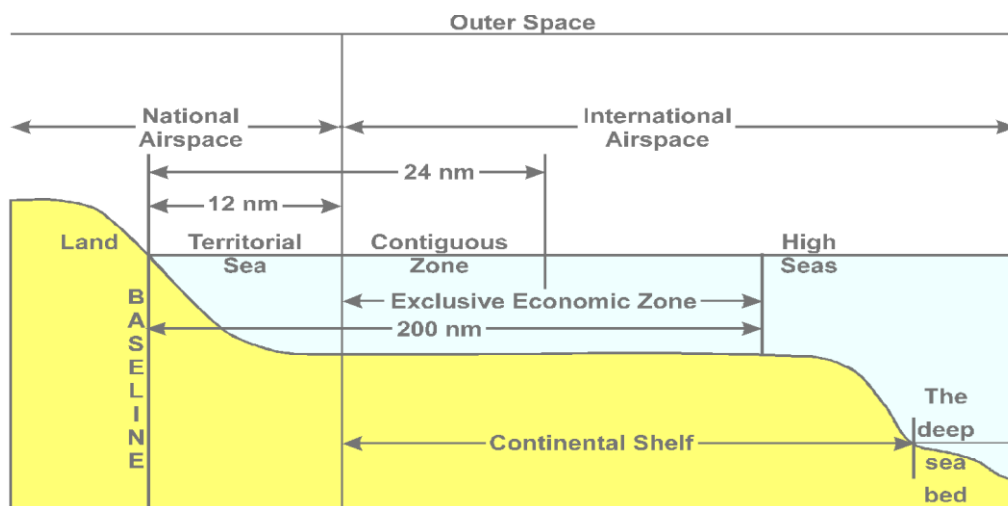 Outer Space
National
Airspace
International
Airspace
24 nm
12 nm
Land
Territorial
Sea
Contiguous
Zone
High
Seas
BASELINE
Exclusive Economic Zone
200 nm
Continental Shelf
The
deep
sea
bed